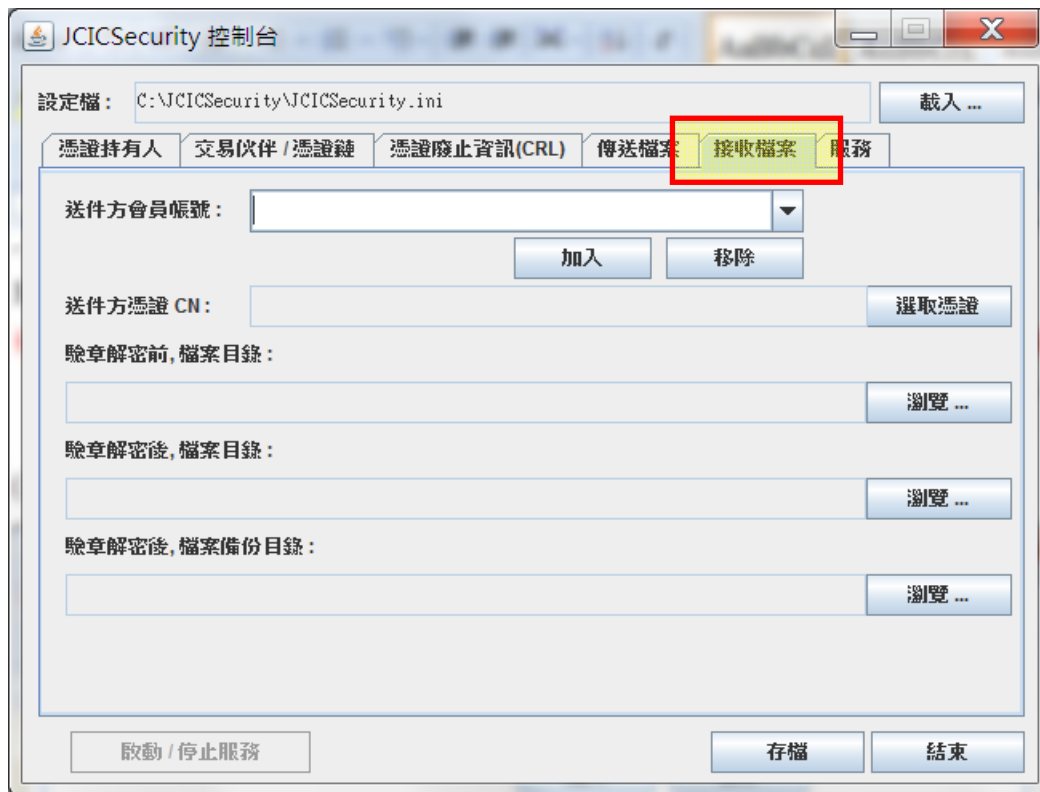 JCICSecurity 控制台
設定檔： C:\JCICSecurity\JCICSecurity.ini 載入 ...
憑證持有人 交易伙伴 / 憑證鏈 憑證廢止資訊(CRL) 傳送檔案 接收檔案 服務
送件方會員帳號：
加入 移除
送件方憑證 CN： 選取憑證
驗章解密前, 檔案目錄：
瀏覽 ...
驗章解密後, 檔案目錄：
瀏覽 ...
驗章解密後, 檔案備份目錄：
瀏覽 ...
啟動 / 停止服務 存檔 結束